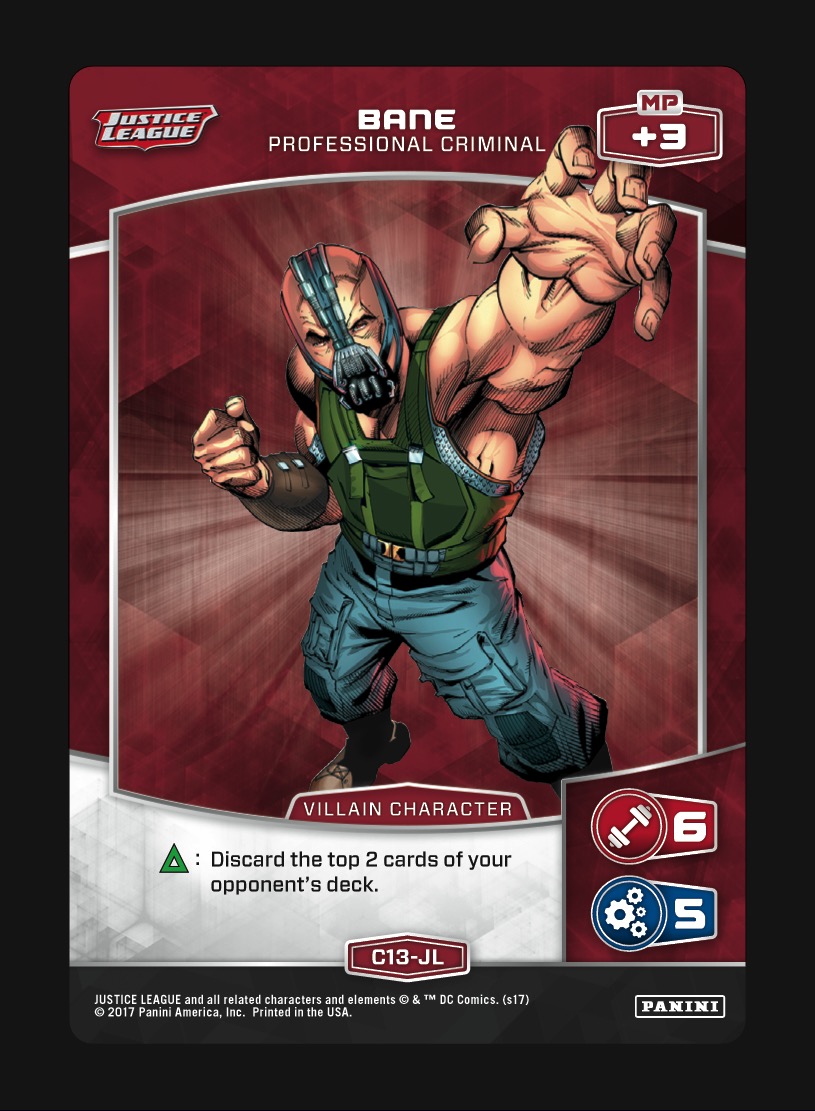 JUSTICE
LEAGUE
BANE
PROFESSIONAL CRIMINAL
MP
+3
VILLAIN CHARACTER
6
: Discard the top 2 cards of your
opponent's deck.
5
C13-JL
JUSTICE LEAGUE and all related characters and elements © & ™ DC Comics. (s17)
© 2017 Panini America, Inc. Printed in the USA.
PANINI